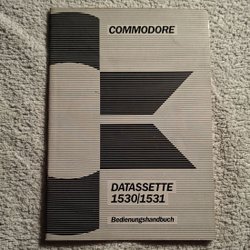 COMMODORE
DATASSETTE
1530/1531
Bedienungshandbuch